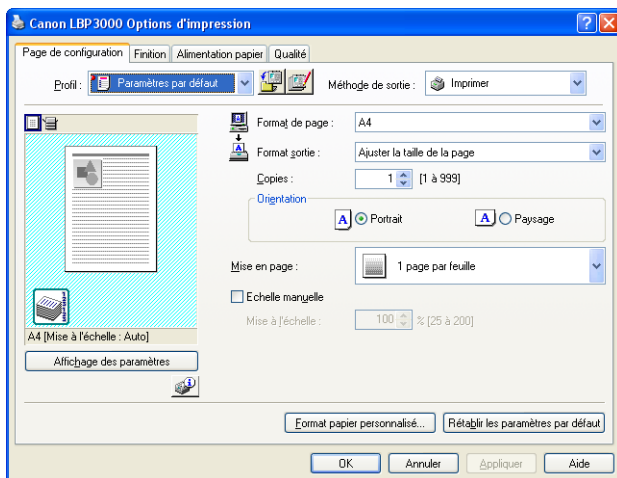 Canon LBP3000 Options d'impression
Page de configuration Finition Alimentation papier Qualité
Profil : Paramètres par défaut Méthode de sortie : Imprimer
Format de page : A4
Format sortie : Ajuster la taille de la page
Copies : 1 [1 à 999]
Orientation
A Portrait A Paysage
Mise en page : 1 page par feuille
Echelle manuelle
Mise à l'échelle : 100 % [25 à 200]
A4 [Mise à l'échelle : Auto]
Affichage des paramètres
Format papier personnalisé... Rétablir les paramètres par défaut
OK Annuler Appliquer Aide